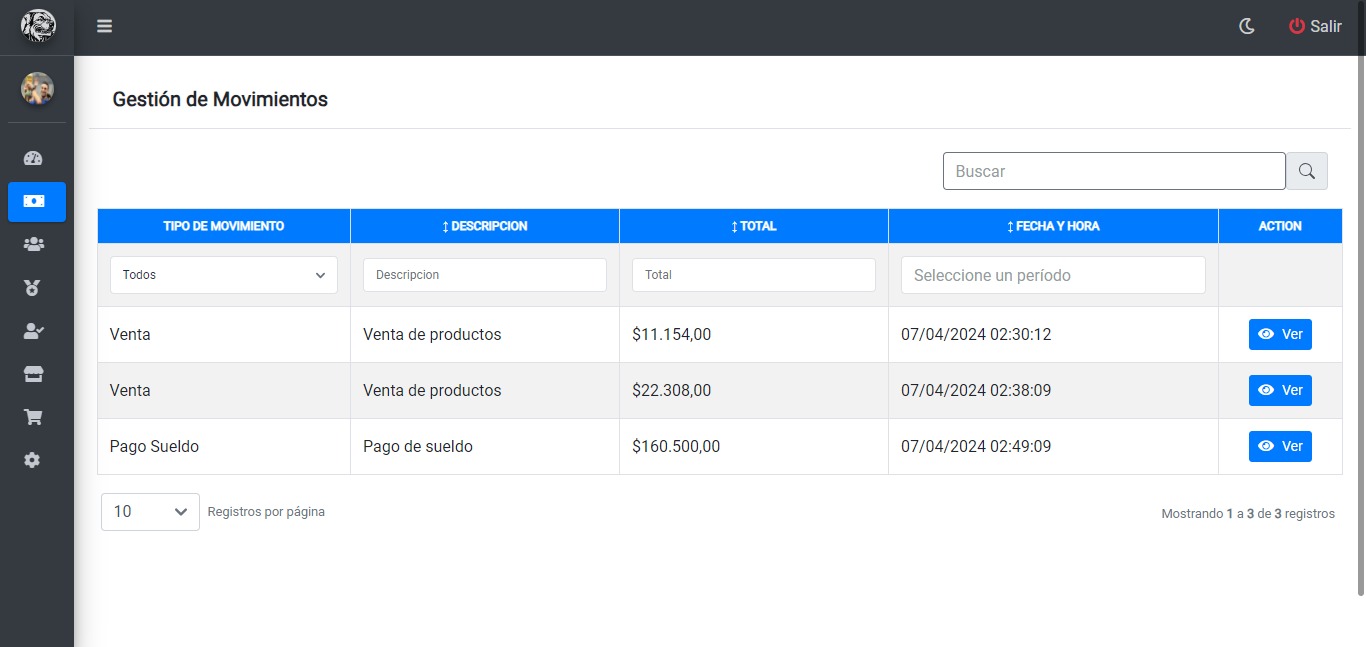 Salir
Gestión de Movimientos
Buscar
TIPO DE MOVIMIENTO DESCRIPCION TOTAL FECHA Y HORA ACTION
Todos Descripcion Total Seleccione un período
Venta Venta de productos $11.154,00 07/04/2024 02:30:12 Ver
Venta Venta de productos $22.308,00 07/04/2024 02:38:09 Ver
Pago Sueldo Pago de sueldo $160.500,00 07/04/2024 02:49:09 Ver
10 Registros por página Mostrando 1 a 3 de 3 registros